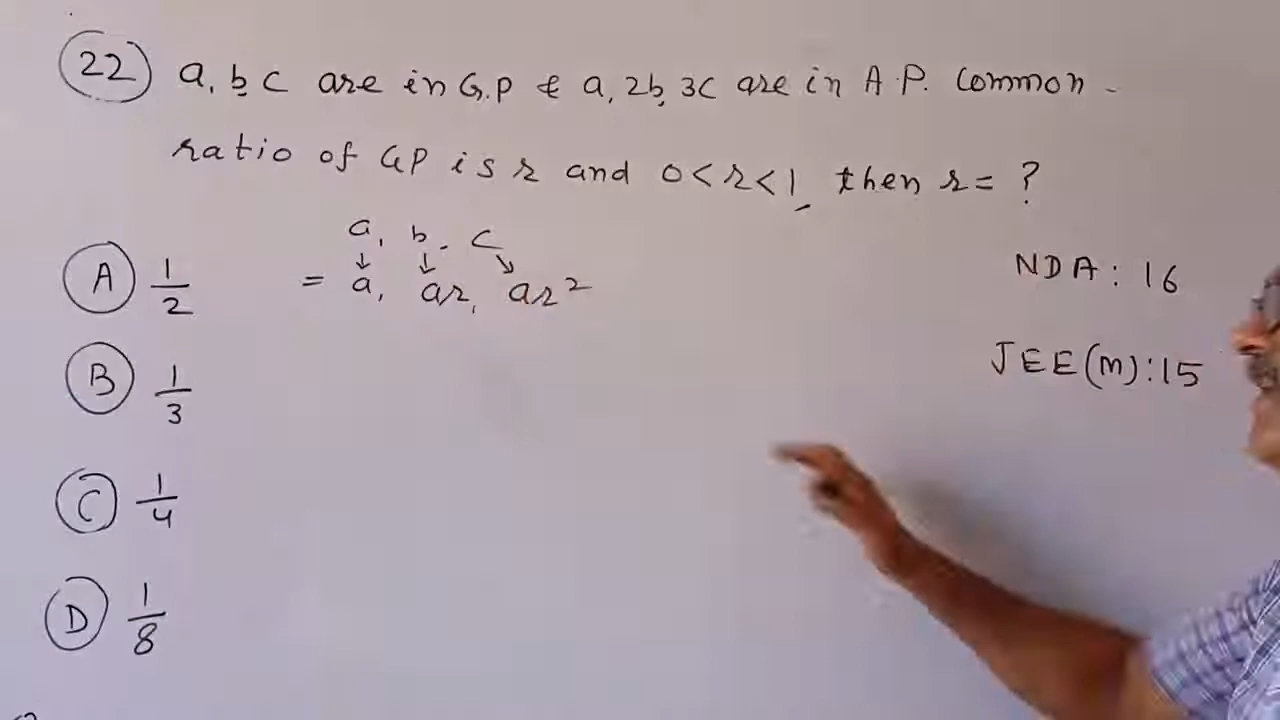 22 a, b, c are in G.P & a, 2b, 3c are in A.P. Common
ratio of GP is r and 0<r<1, then r = ?
a, b, c
↓ ↓ ↘
= a, ar, ar²
A 1/2
B 1/3
C 1/4
D 1/8
NDA: 16
JEE(M): 15